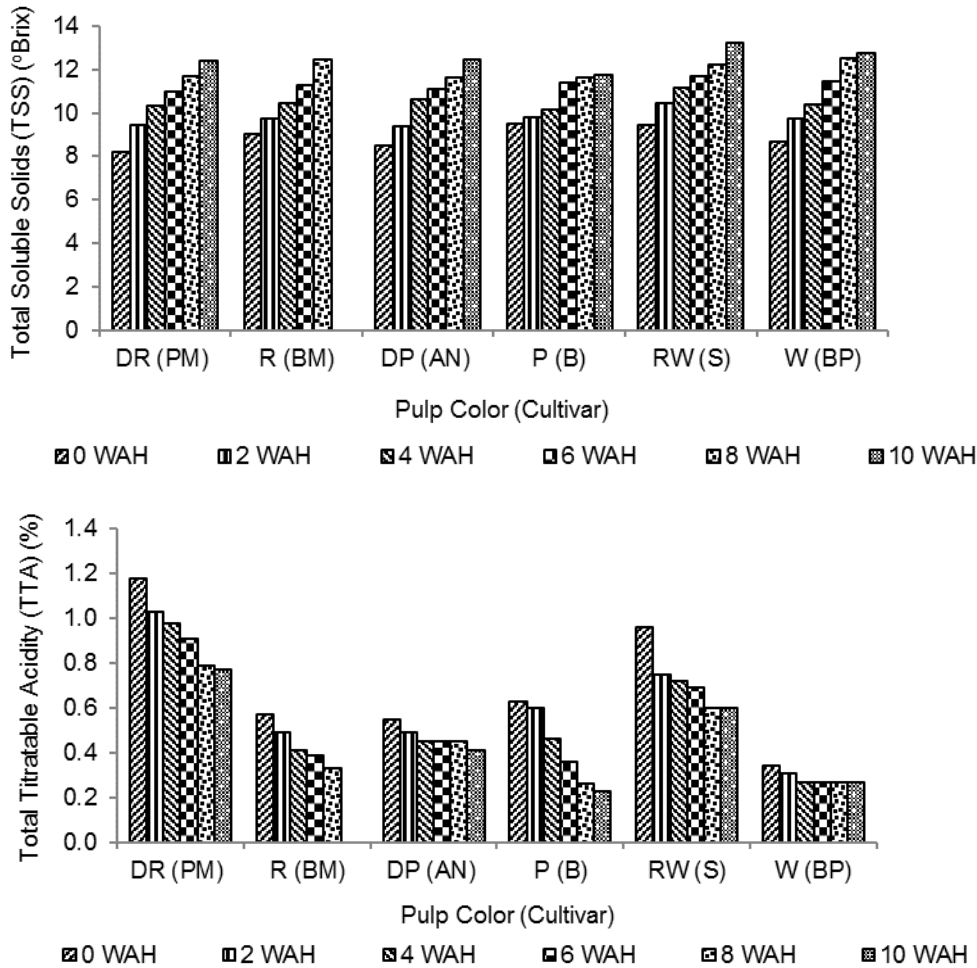 Total Soluble Solids (TSS) (ºBrix)
14
12
10
8
6
4
2
0
DR (PM) R (BM) DP (AN) P (B) RW (S) W (BP)
Pulp Color (Cultivar)
0 WAH 2 WAH 4 WAH 6 WAH 8 WAH 10 WAH
Total Titratable Acidity (TTA) (%)
1.4
1.2
1.0
0.8
0.6
0.4
0.2
0.0
DR (PM) R (BM) DP (AN) P (B) RW (S) W (BP)
Pulp Color (Cultivar)
0 WAH 2 WAH 4 WAH 6 WAH 8 WAH 10 WAH